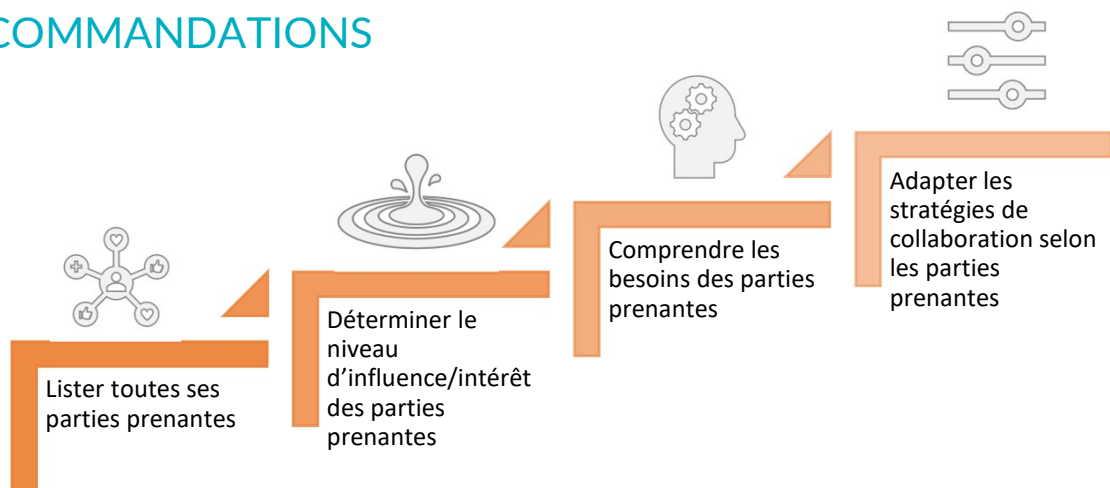 COMMANDATIONS
Lister toutes ses
parties prenantes
Déterminer le
niveau
d’influence/intérêt
des parties
prenantes
Comprendre les
besoins des parties
prenantes
Adapter les
stratégies de
collaboration selon
les parties
prenantes